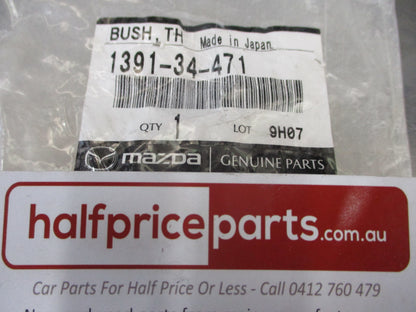 BUSH, TH Made in Japan.
1391-34-471
QTY 1 LOT 9H07
mazda GENUINE PARTS
halfpriceparts.com.au
Car Parts For Half Price Or Less - Call 0412 760 479